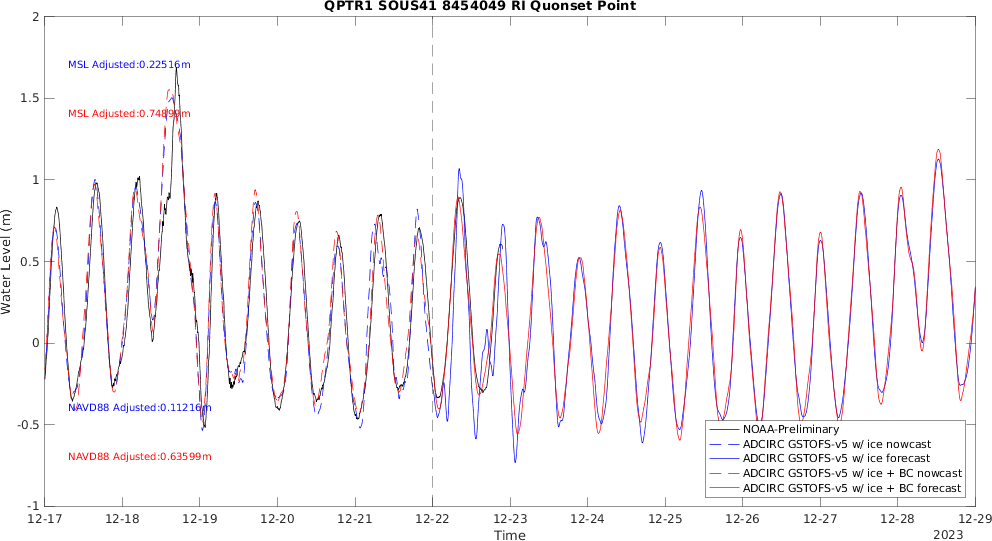 QPTR1 SOUS41 8454049 RI Quonset Point
2
1.5
1
0.5
0
-0.5
-1
Water Level (m)
MSL Adjusted:0.22516m
MSL Adjusted:0.74899m
NAVD88 Adjusted:0.11216m
NAVD88 Adjusted:0.63599m
NOAA-Preliminary
ADCIRC GSTOFS-v5 w/ ice nowcast
ADCIRC GSTOFS-v5 w/ ice forecast
ADCIRC GSTOFS-v5 w/ ice + BC nowcast
ADCIRC GSTOFS-v5 w/ ice + BC forecast
12-17 12-18 12-19 12-20 12-21 12-22 12-23 12-24 12-25 12-26 12-27 12-28 12-29
Time
2023